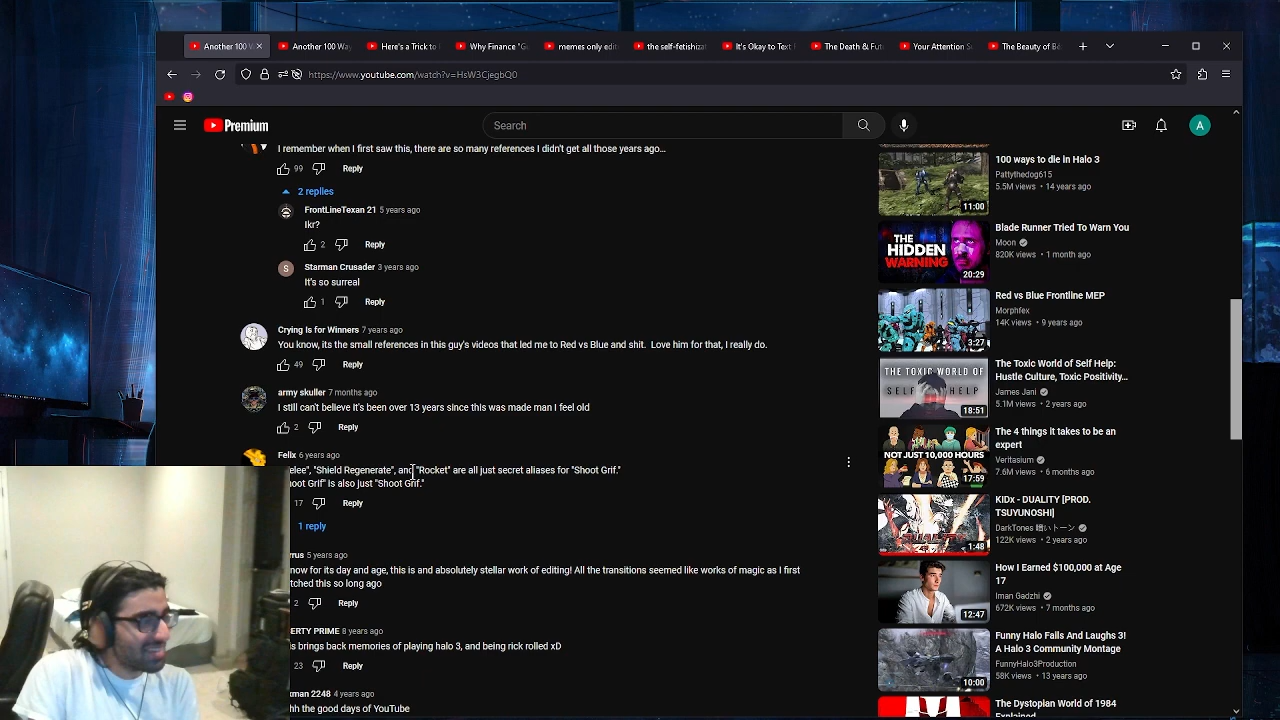 Another 100 W
Another 100 Way
Here's a Trick to
Why Finance "Gu
memes only edit
the self-fetishiza
It's Okay to Text
The Death & Fut
Your Attention S
The Beauty of Be
https://www.youtube.com/watch?v=HsW3CjegbQ0
Premium
Search
A
I remember when I first saw this, there are so many references I didn't get all those years ago...
99 Reply
2 replies
FrontLineTexan 21 5 years ago
Ikr?
2 Reply
S
Starman Crusader 3 years ago
It's so surreal
1 Reply
Crying Is for Winners 7 years ago
You know, its the small references in this guy's videos that led me to Red vs Blue and shit. Love him for that, I really do.
49 Reply
army skuller 7 months ago
I still can't believe it's been over 13 years since this was made man I feel old
2 Reply
Felix 6 years ago
elee", "Shield Regenerate", and "Rocket" are all just secret aliases for "Shoot Grif."
oot Grif" is also just "Shoot Grif."
17 Reply
1 reply
rus 5 years ago
now for its day and age, this is and absolutely stellar work of editing! All the transitions seemed like works of magic as I first
tched this so long ago
2 Reply
ERTY PRIME 8 years ago
s brings back memories of playing halo 3, and being rick rolled xD
23 Reply
man 2248 4 years ago
hh the good days of YouTube
11:00
100 ways to die in Halo 3
Pattythedog615
5.5M views • 14 years ago
THE HIDDEN WARNING
20:29
Blade Runner Tried To Warn You
Moon
820K views • 1 month ago
3:27
Red vs Blue Frontline MEP
Morphfex
14K views • 9 years ago
THE TOXIC WORLD OF
SELF HELP
18:51
The Toxic World of Self Help:
Hustle Culture, Toxic Positivity...
James Jani
5.1M views • 2 years ago
NOT JUST 10,000 HOURS
17:59
The 4 things it takes to be an
expert
Veritasium
7.6M views • 6 months ago
1:48
KIDx - DUALITY [PROD.
TSUYUNOSHI]
DarkTones
122K views • 2 years ago
12:47
How I Earned $100,000 at Age
17
Iman Gadzhi
672K views • 7 months ago
10:00
Funny Halo Fails And Laughs 3!
A Halo 3 Community Montage
FunnyHalo3Production
58K views • 13 years ago
The Dystopian World of 1984
Explained